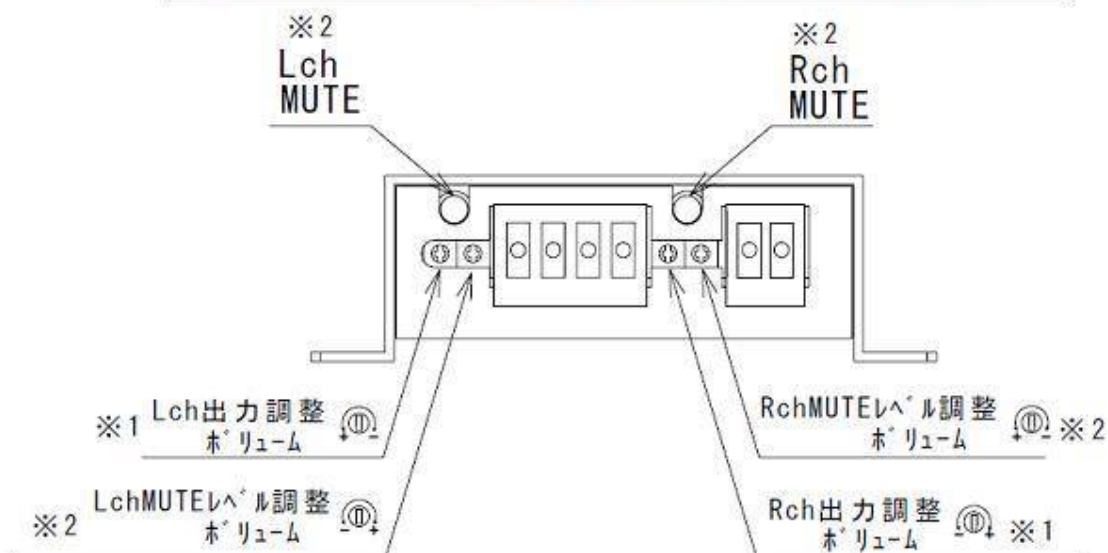 ※2
Lch
MUTE
※2
Rch
MUTE
※1 Lch出力調整
ﾎﾞﾘｭｰﾑ
+ -
RchMUTEﾚﾍﾞﾙ調整
ﾎﾞﾘｭｰﾑ
+ - ※2
※2 LchMUTEﾚﾍﾞﾙ調整
ﾎﾞﾘｭｰﾑ
- +
Rch出力調整
ﾎﾞﾘｭｰﾑ
- + ※1